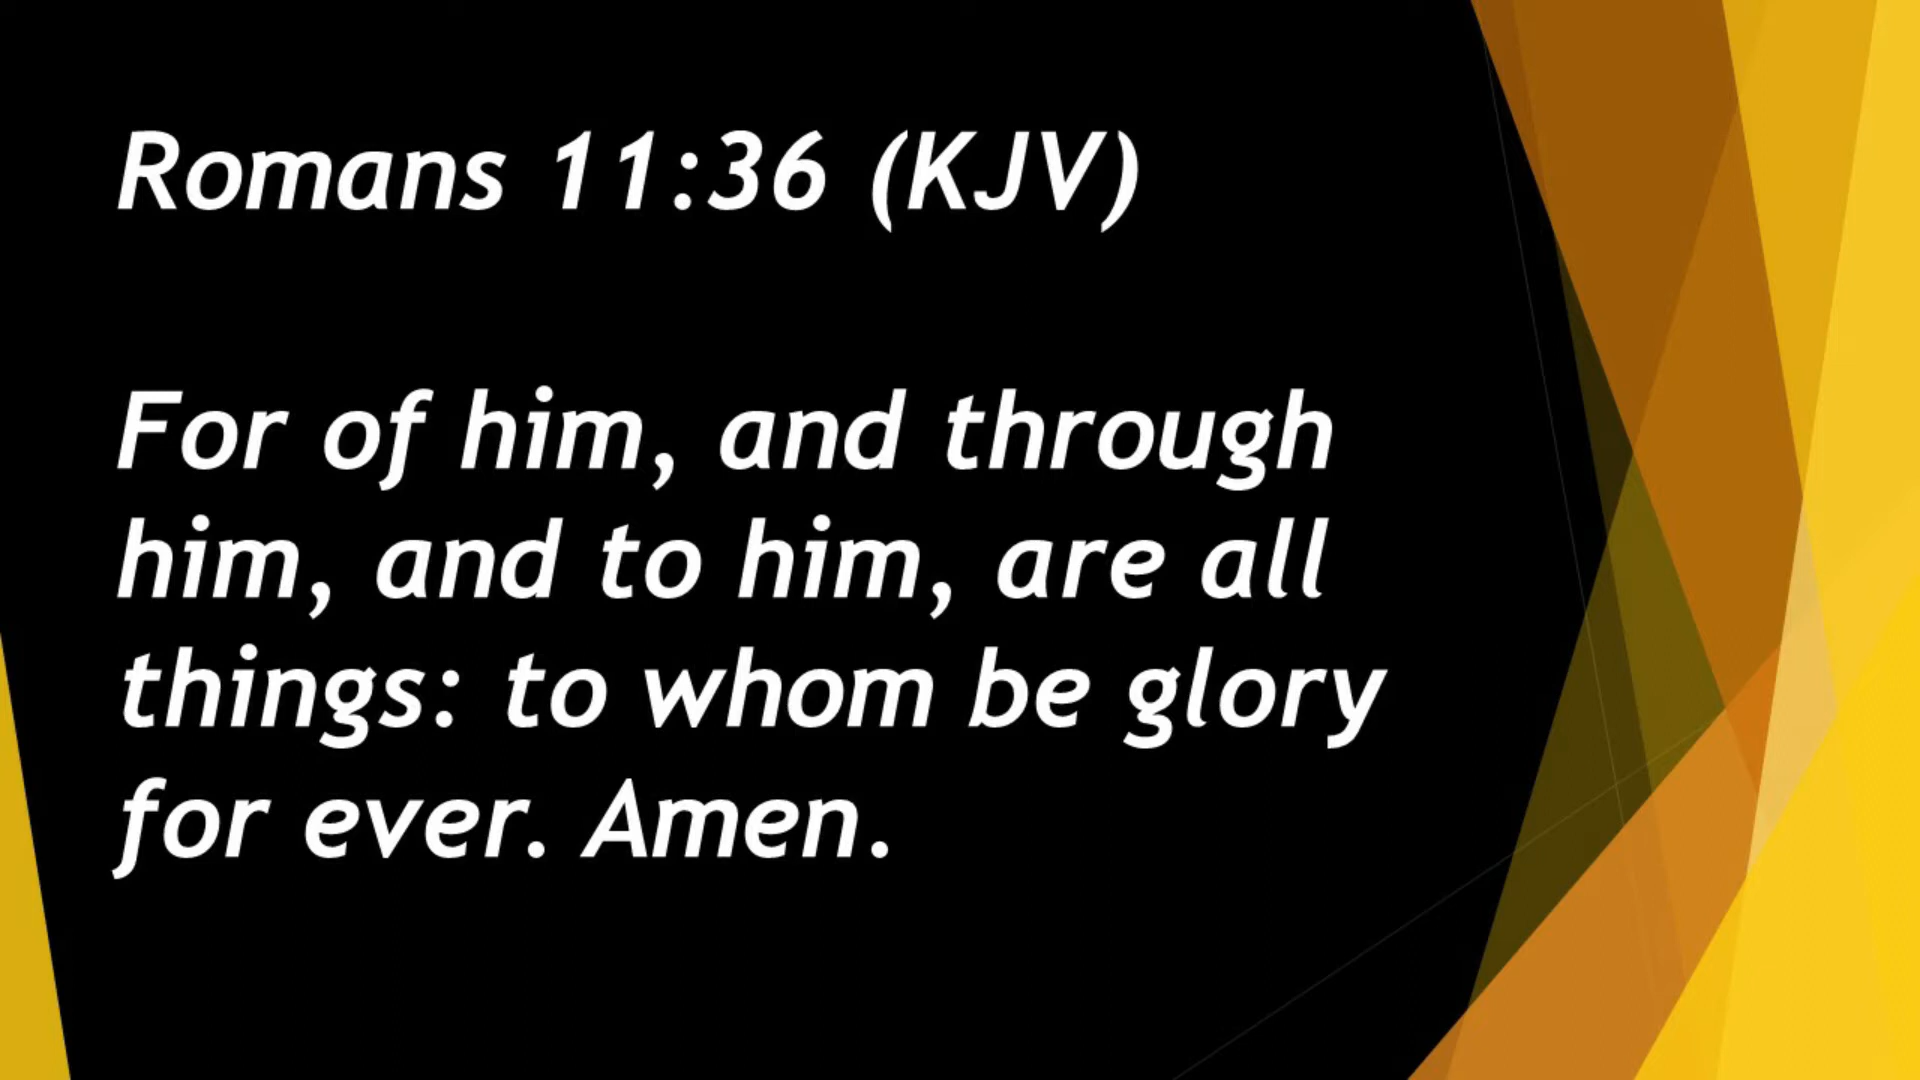 Romans 11:36 (KJV)
For of him, and through
him, and to him, are all
things: to whom be glory
for ever. Amen.